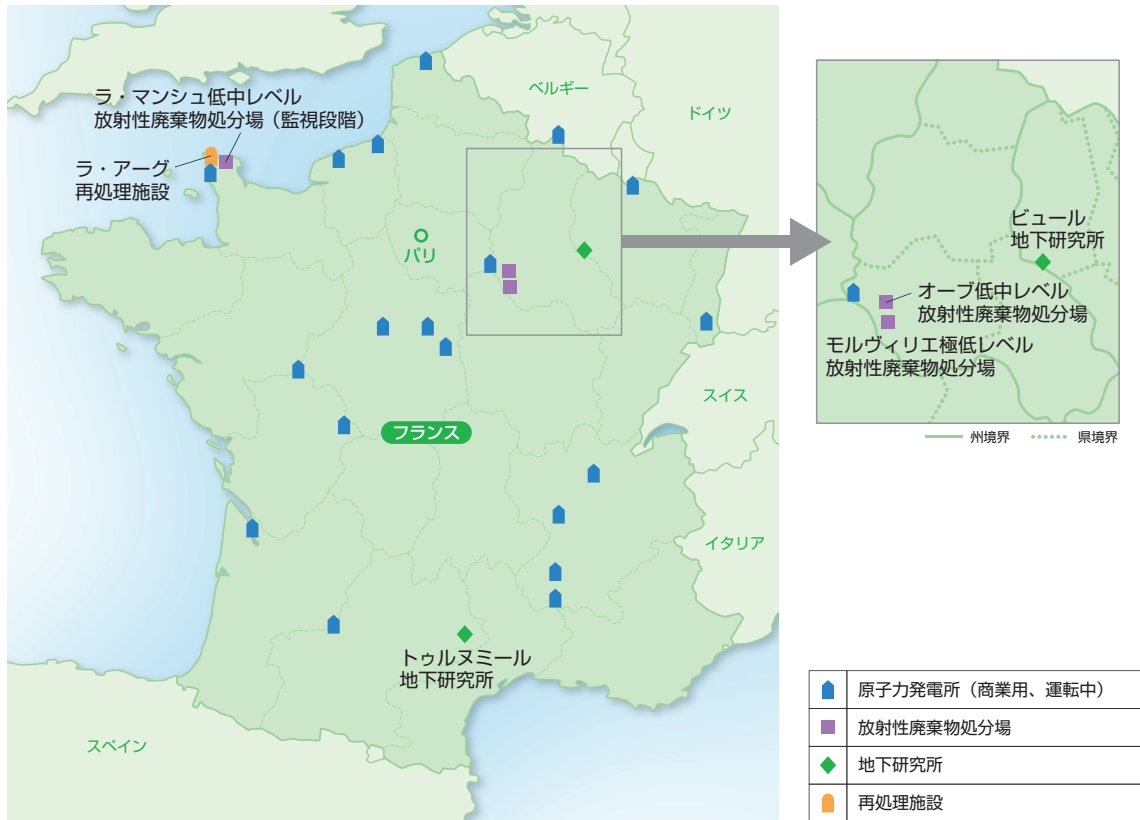 ラ・マンシュ低中レベル
放射性廃棄物処分場（監視段階）
ラ・アーグ
再処理施設
ベルギー
ドイツ
パリ
スイス
フランス
イタリア
トゥルヌミール
地下研究所
スペイン
ビュール
地下研究所
オーブ低中レベル
放射性廃棄物処分場
モルヴィリエ極低レベル
放射性廃棄物処分場
州境界 県境界
原子力発電所（商業用、運転中）
放射性廃棄物処分場
地下研究所
再処理施設